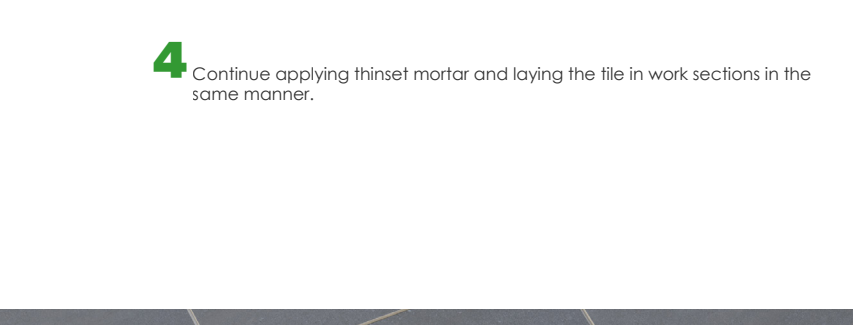 4
Continue applying thinset mortar and laying the tile in work sections in the
same manner.